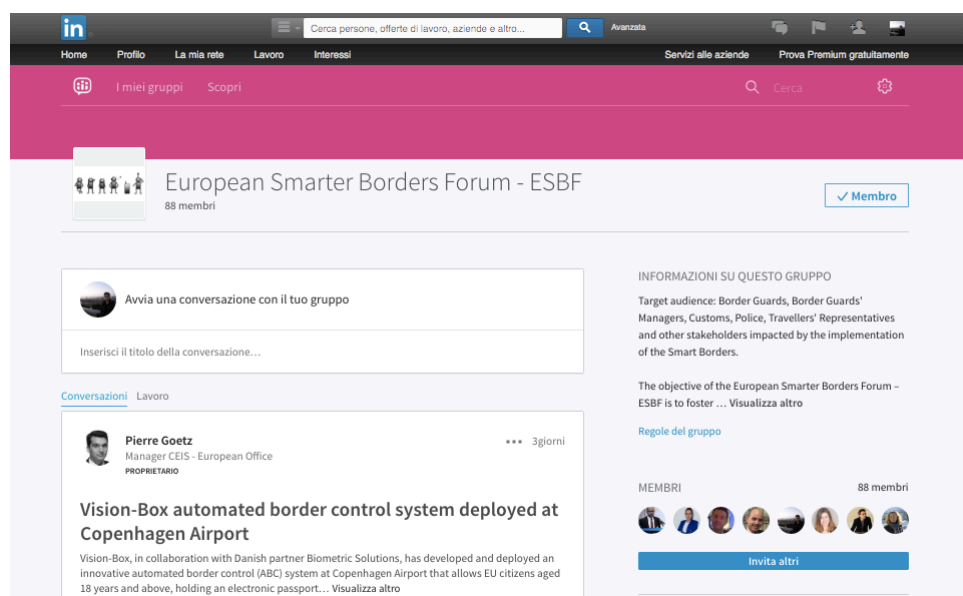 in
Cerca persone, offerte di lavoro, aziende e altro...
Avanzata
Home Profilo La mia rete Lavoro Interessi Servizi alle aziende Prova Premium gratuitamente
I miei gruppi Scopri Cerca
European Smarter Borders Forum - ESBF
88 membri
Membro
Avvia una conversazione con il tuo gruppo
Inserisci il titolo della conversazione…
Conversazioni Lavoro
Pierre Goetz
3giorni
Manager CEIS - European Office
PROPRIETARIO
Vision-Box automated border control system deployed at
Copenhagen Airport
Vision-Box, in collaboration with Danish partner Biometric Solutions, has developed and deployed an
innovative automated border control (ABC) system at Copenhagen Airport that allows EU citizens aged
18 years and above, holding an electronic passport… Visualizza altro
INFORMAZIONI SU QUESTO GRUPPO
Target audience: Border Guards, Border Guards'
Managers, Customs, Police, Travellers' Representatives
and other stakeholders impacted by the implementation
of the Smart Borders.
The objective of the European Smarter Borders Forum –
ESBF is to foster … Visualizza altro
Regole del gruppo
MEMBRI 88 membri
Invita altri